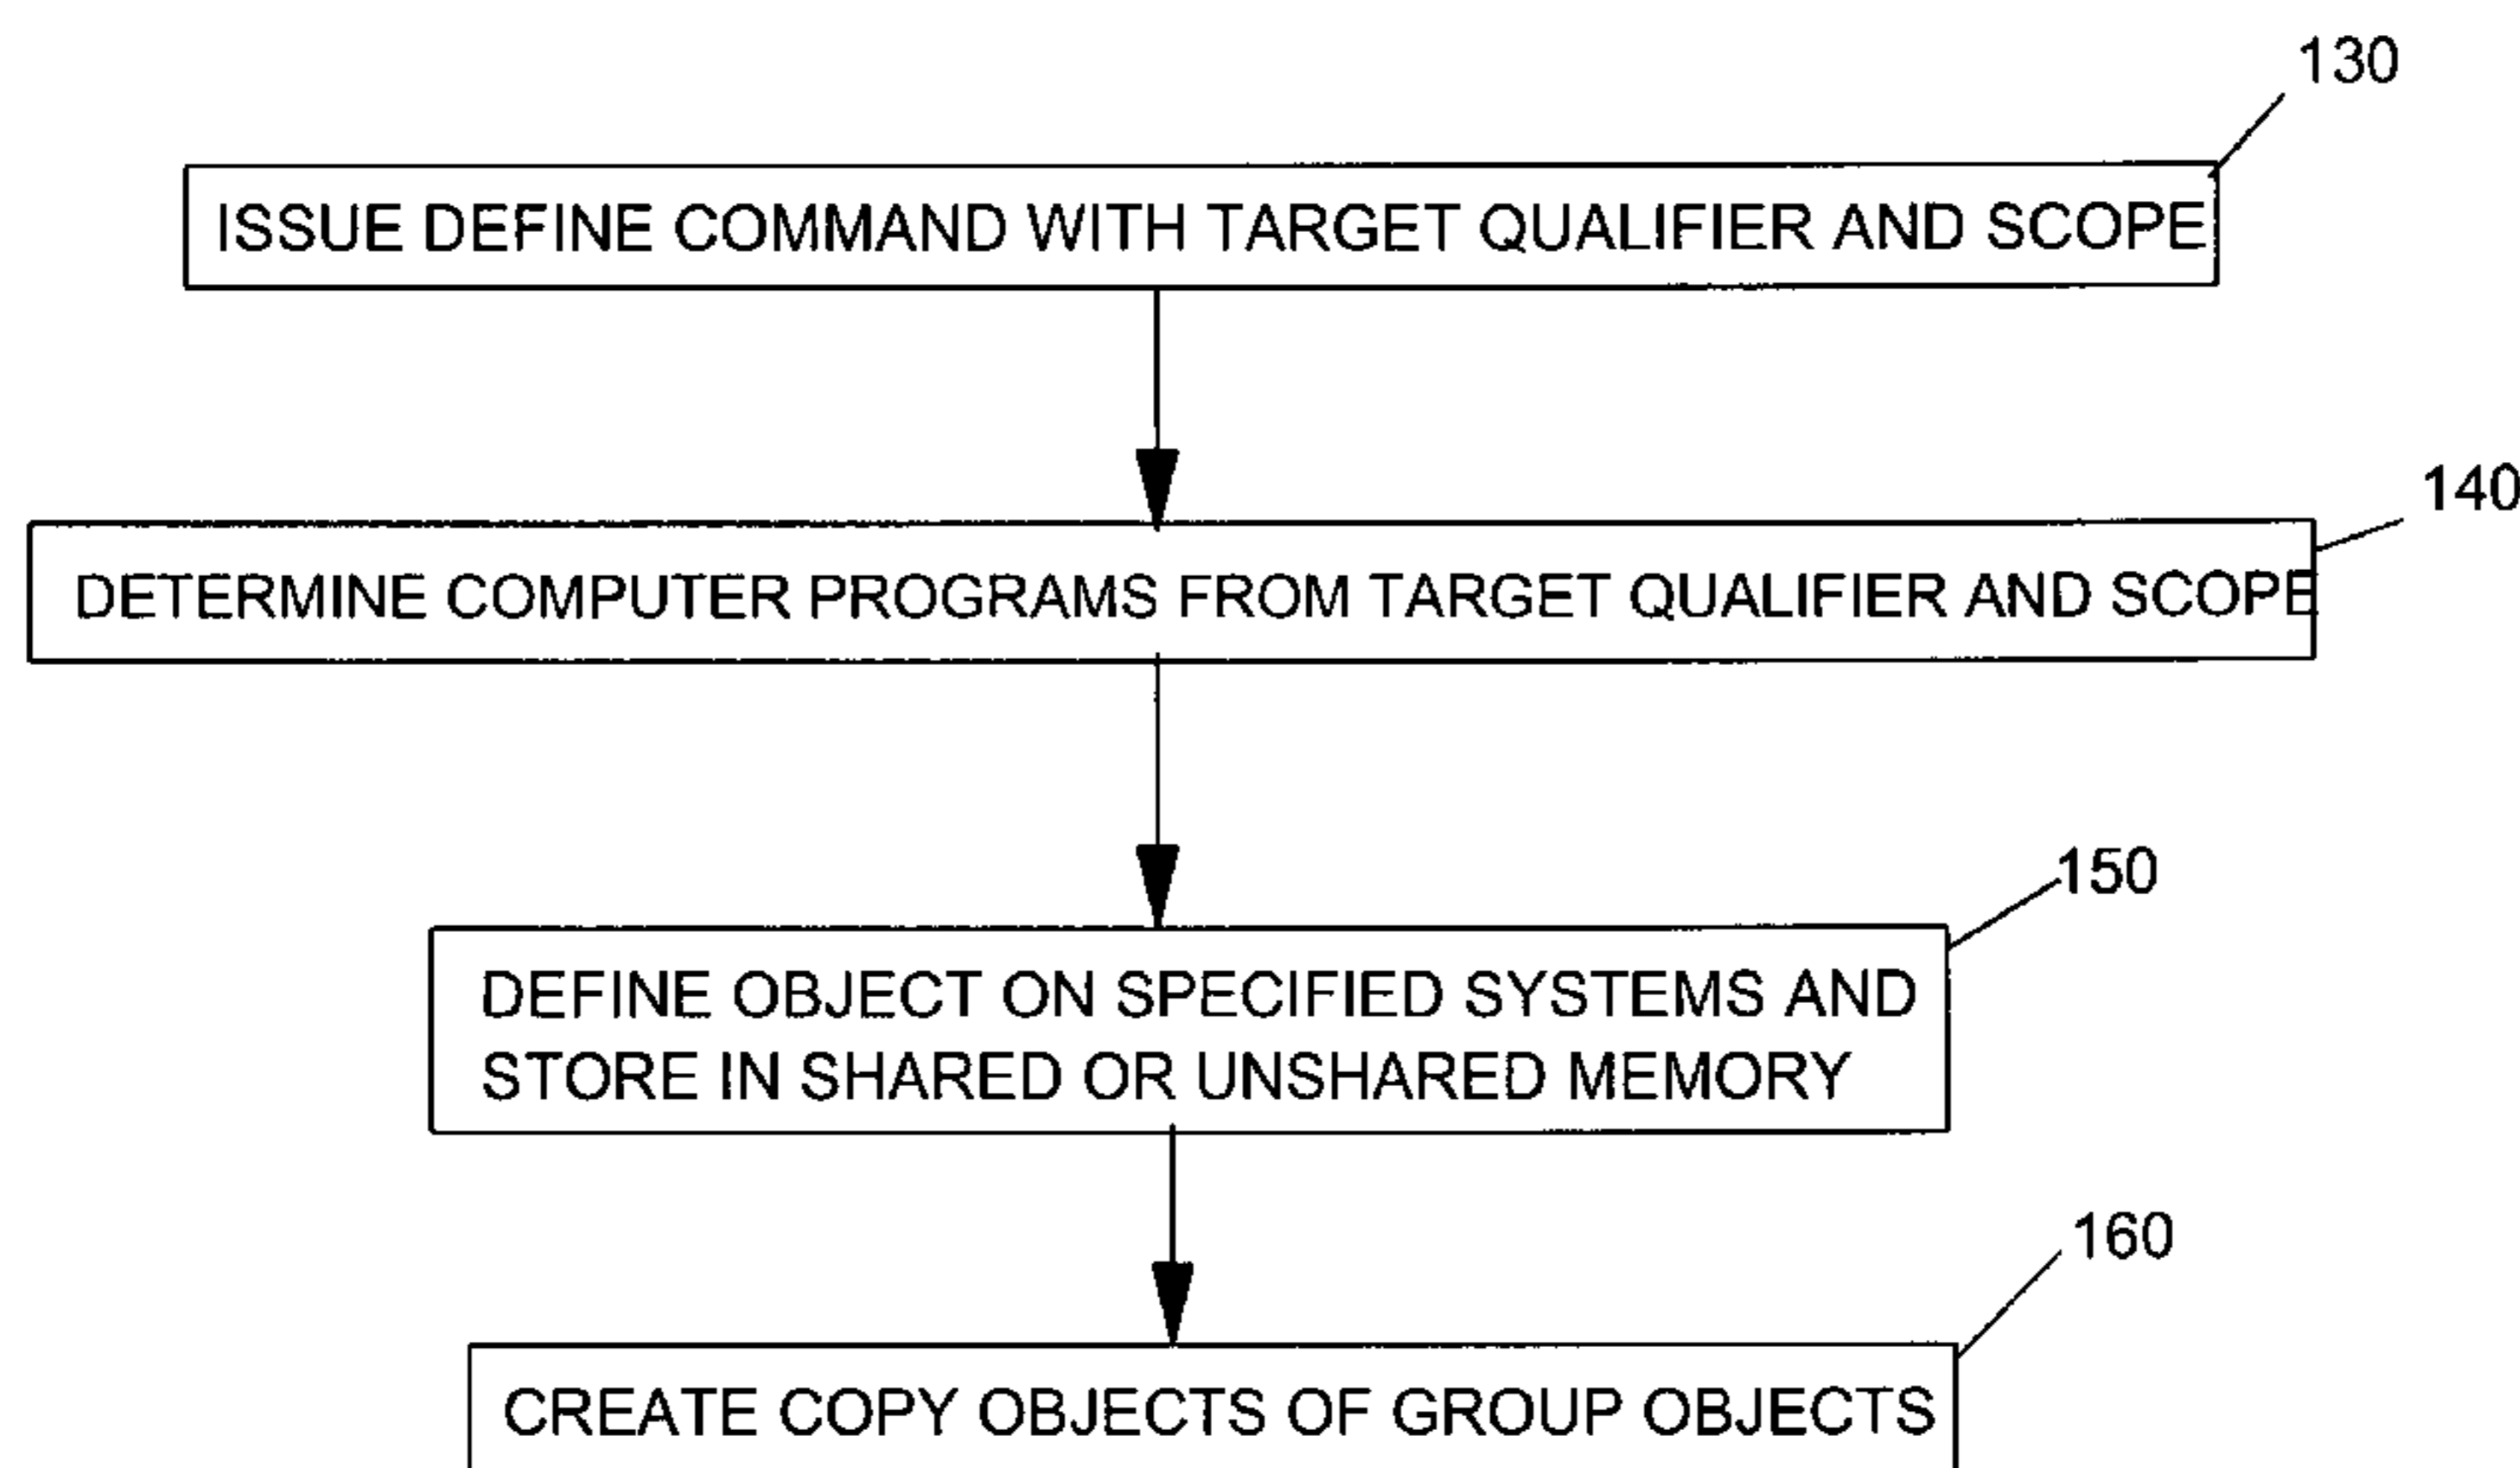 130
ISSUE DEFINE COMMAND WITH TARGET QUALIFIER AND SCOPE
140
DETERMINE COMPUTER PROGRAMS FROM TARGET QUALIFIER AND SCOPE
150
DEFINE OBJECT ON SPECIFIED SYSTEMS AND
STORE IN SHARED OR UNSHARED MEMORY
160
CREATE COPY OBJECTS OF GROUP OBJECTS